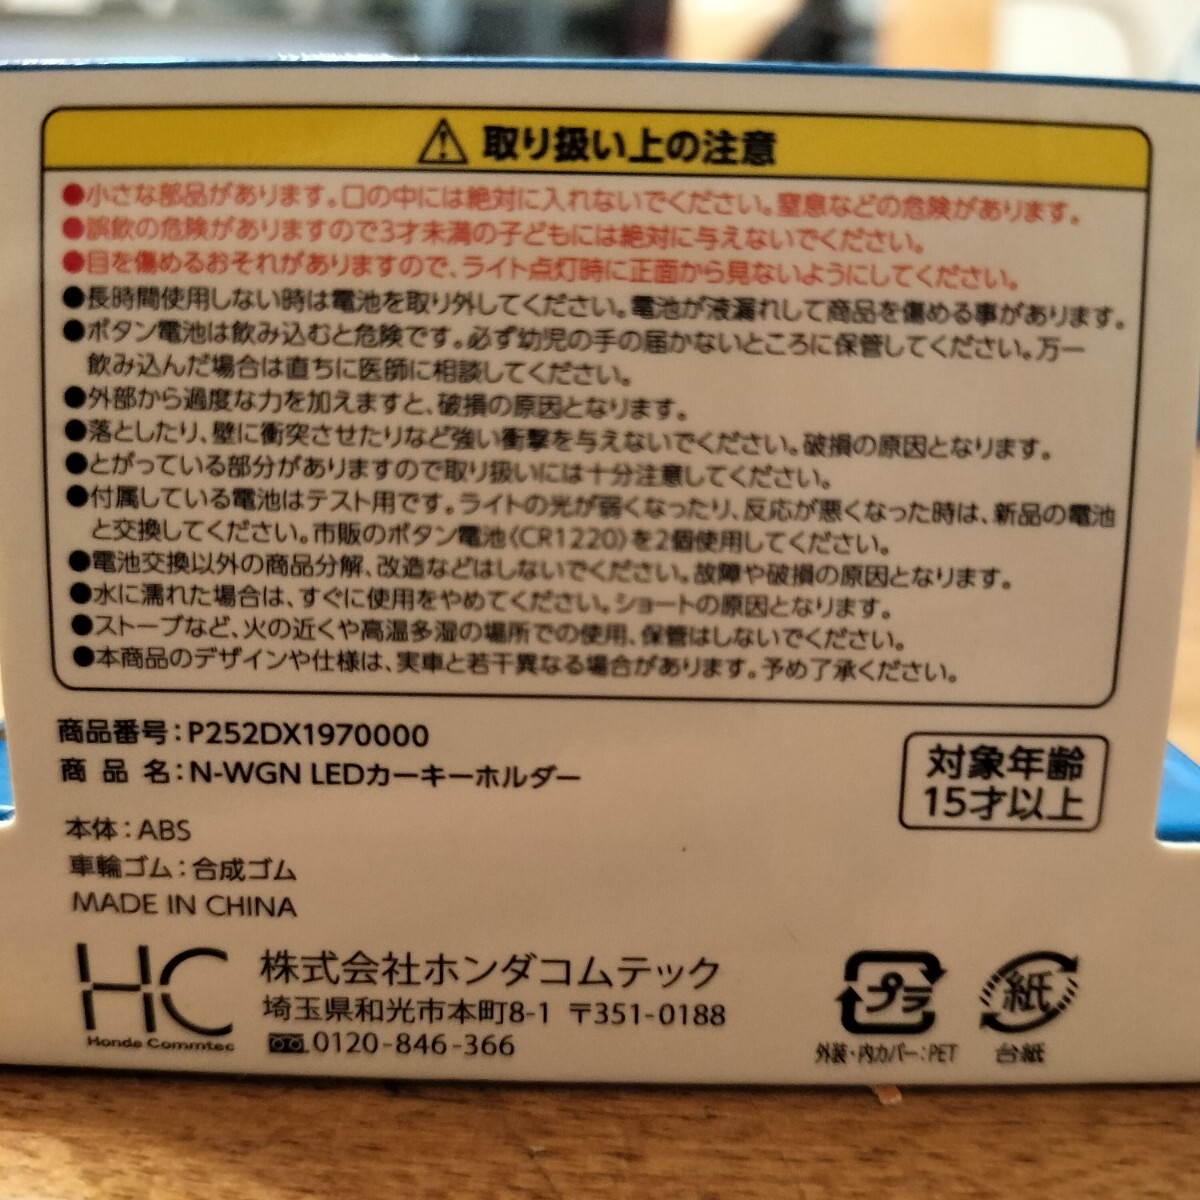 ⚠取り扱い上の注意
●小さな部品があります。口の中には絶対に入れないでください。窒息などの危険があります。
●誤飲の危険がありますので3才未満の子どもには絶対に与えないでください。
●目を傷めるおそれがありますので、ライト点灯時に正面から見ないようにしてください。
●長時間使用しない時は電池を取り外してください。電池が液漏れして商品を傷める事があります。
●ボタン電池は飲み込むと危険です。必ず幼児の手の届かないところに保管してください。万一
飲み込んだ場合は直ちに医師に相談してください。
●外部から過度な力を加えますと、破損の原因となります。
●落としたり、壁に衝突させたりなど強い衝撃を与えないでください。破損の原因となります。
●とがっている部分がありますので取り扱いには十分注意してください。
●付属している電池はテスト用です。ライトの光が弱くなったり、反応が悪くなった時は、新品の電池
と交換してください。市販のボタン電池〈CR1220〉を2個使用してください。
●電池交換以外の商品分解、改造などはしないでください。故障や破損の原因となります。
●水に濡れた場合は、すぐに使用をやめてください。ショートの原因となります。
●ストーブなど、火の近くや高温多湿の場所での使用、保管はしないでください。
●本商品のデザインや仕様は、実車と若干異なる場合があります。予め了承ください。
商品番号：P252DX1970000
商品名：N-WGN LEDカーキーホルダー
対象年齢
15才以上
本体：ABS
車輪ゴム：合成ゴム
MADE IN CHINA
HC
Honda Commtec
株式会社ホンダコムテック
埼玉県和光市本町8-1 〒351-0188
0120-846-366
プラ
外装・内カバー：PET
紙
台紙